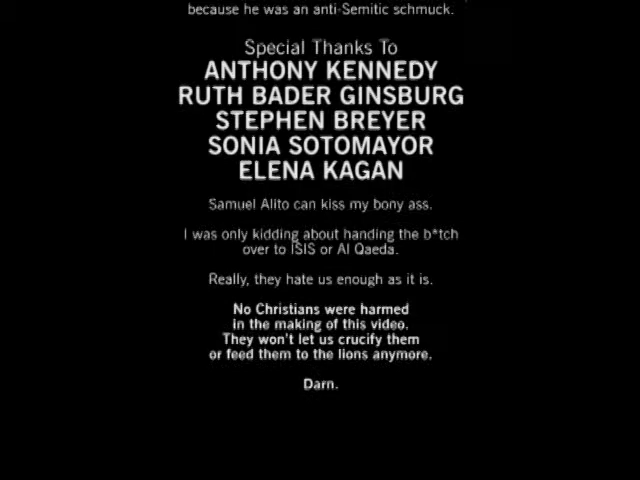 because he was an anti-Semitic schmuck.
Special Thanks To
ANTHONY KENNEDY
RUTH BADER GINSBURG
STEPHEN BREYER
SONIA SOTOMAYOR
ELENA KAGAN
Samuel Alito can kiss my bony ass.
I was only kidding about handing the b*tch
over to ISIS or Al Qaeda.
Really, they hate us enough as it is.
No Christians were harmed
in the making of this video.
They won't let us crucify them
or feed them to the lions anymore.
Darn.